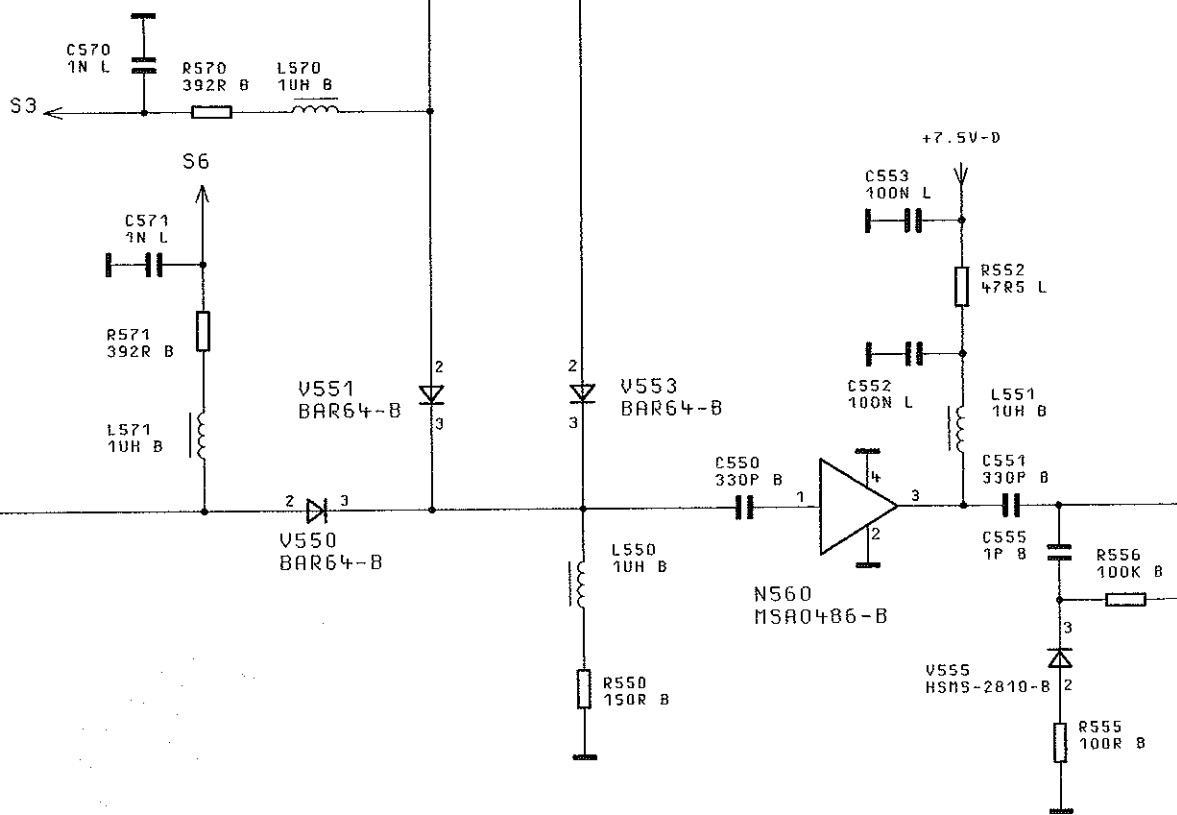 C570
1N L
R570
392R B
L570
1UH B
S3
S6
+7.5V-D
C553
100N L
C571
1N L
R552
47R5 L
R571
392R B
V551
BAR64-B
2
3
2
3
V553
BAR64-B
C552
100N L
L551
1UH B
L571
1UH B
C550
330P B
4
C551
330P B
2
3
1
3
2
V550
BAR64-B
L550
1UH B
C555
1P B
R556
100K B
N560
MSA0486-B
3
V555
HSMS-2810-B
2
R550
150R B
R555
100R B